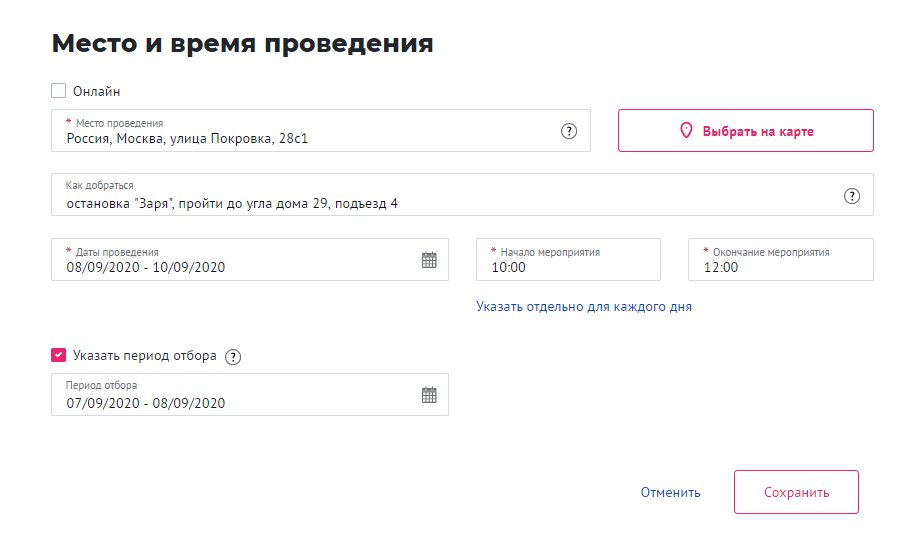 Место и время проведения
Онлайн
* Место проведения
Россия, Москва, улица Покровка, 28с1
?
Выбрать на карте
Как добраться
остановка "Заря", пройти до угла дома 29, подъезд 4
?
* Даты проведения
08/09/2020 - 10/09/2020
* Начало мероприятия
10:00
* Окончание мероприятия
12:00
Указать отдельно для каждого дня
Указать период отбора ?
Период отбора
07/09/2020 - 08/09/2020
Отменить
Сохранить